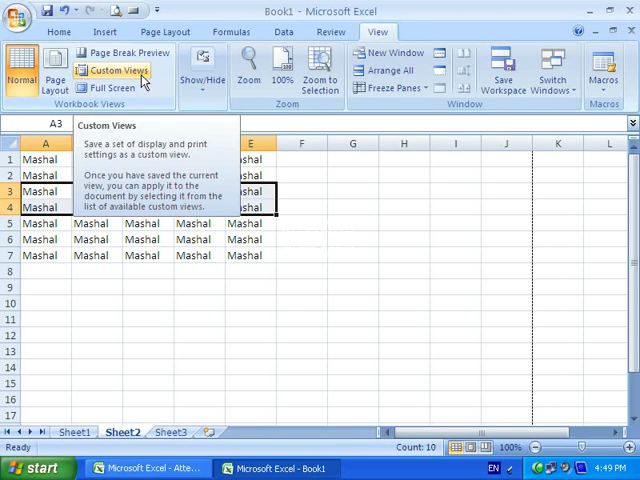 Book1 - Microsoft Excel
Home Insert Page Layout Formulas Data Review View
Normal Page Layout Page Break Preview Custom Views Full Screen
Show/Hide Zoom 100% Zoom to Selection
New Window Arrange All Freeze Panes
Save Workspace Switch Windows Macros
Workbook Views Zoom Window Macros
A3
Custom Views
Save a set of display and print
settings as a custom view.
Once you have saved the current
view, you can apply it to the
document by selecting it from the
list of available custom views.
A E F G H I J K L
1 Mashal shal
2 Mashal shal
3 Mashal shal
4 Mashal shal
5 Mashal Mashal Mashal Mashal Mashal
6 Mashal Mashal Mashal Mashal Mashal
7 Mashal Mashal Mashal Mashal Mashal
8
9
10
11
12
13
14
15
16
17
Sheet1 Sheet2 Sheet3
Ready Count: 10 100%
start Microsoft Excel - Atte... Microsoft Excel - Book1 EN 4:49 PM